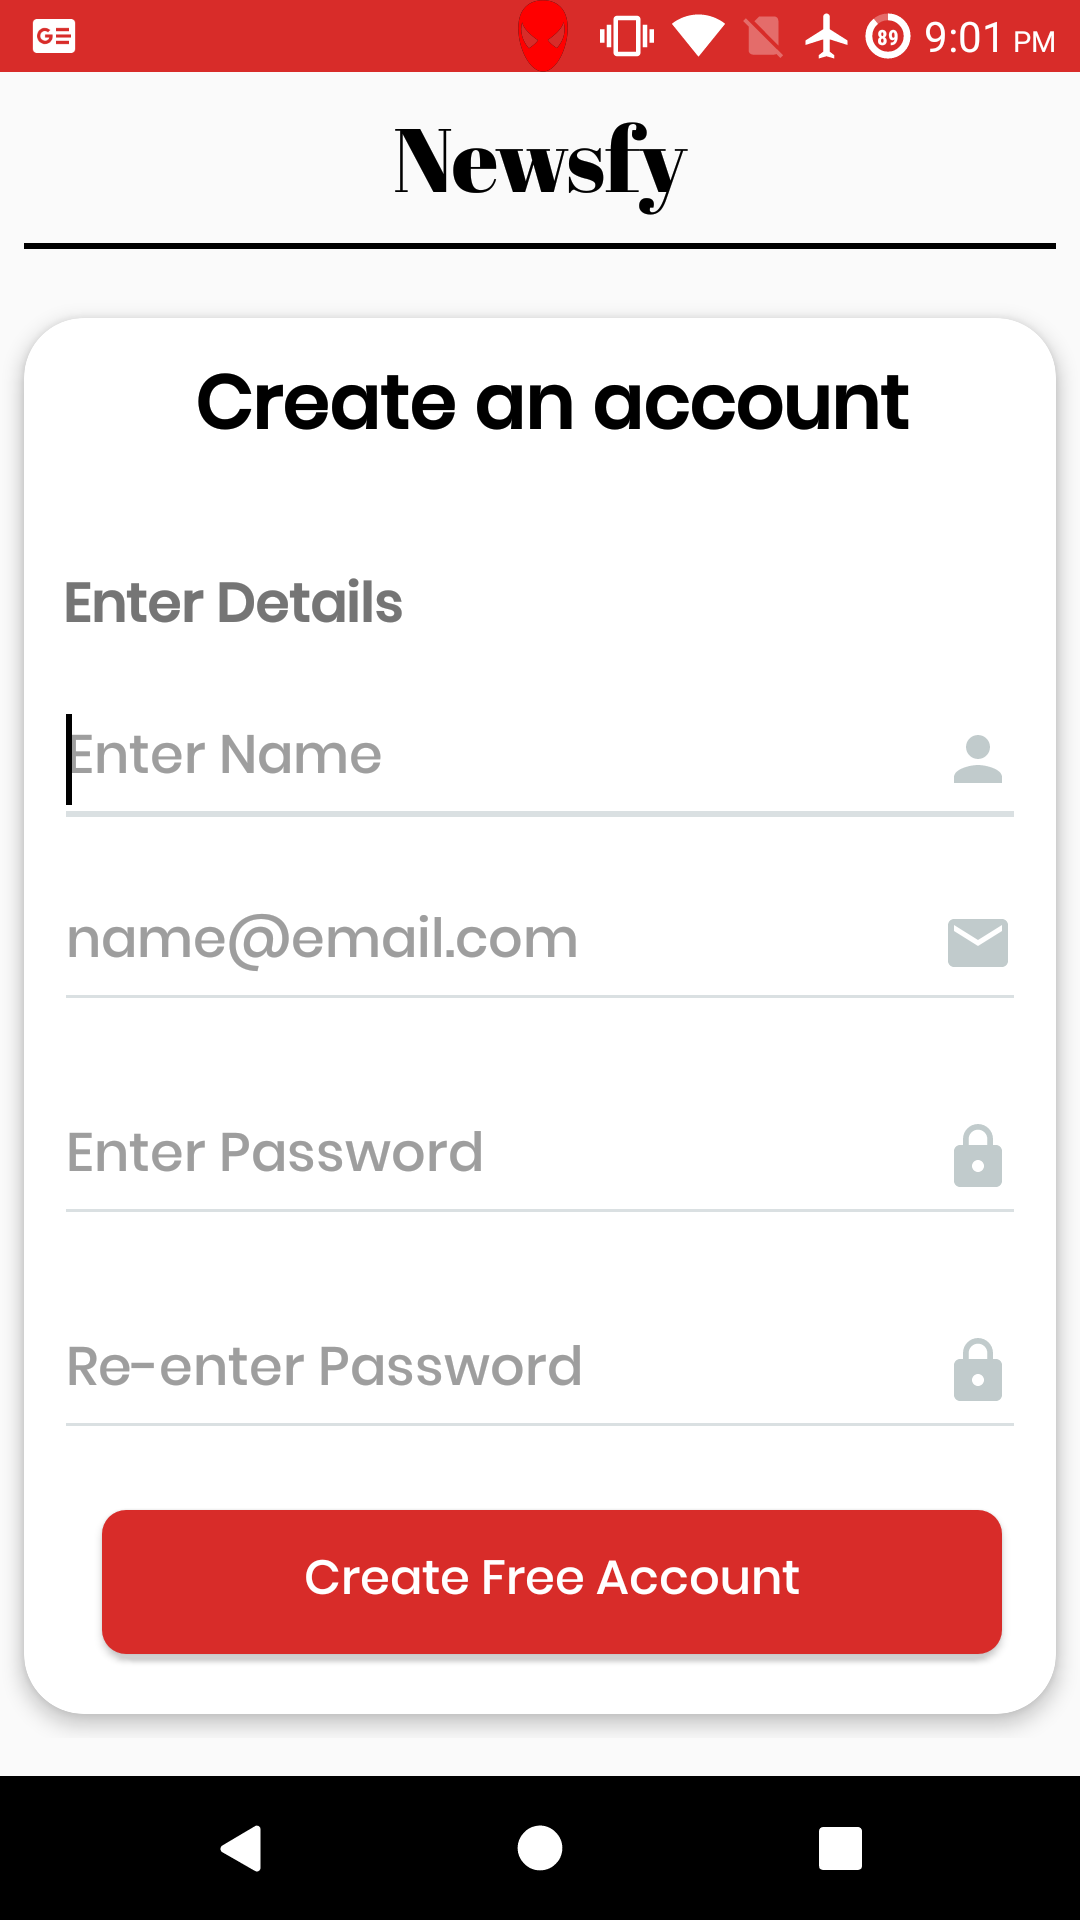 GE 89 9:01 PM
Newsfy
Create an account
Enter Details
Enter Name
name@email.com
Enter Password
Re-enter Password
Create Free Account